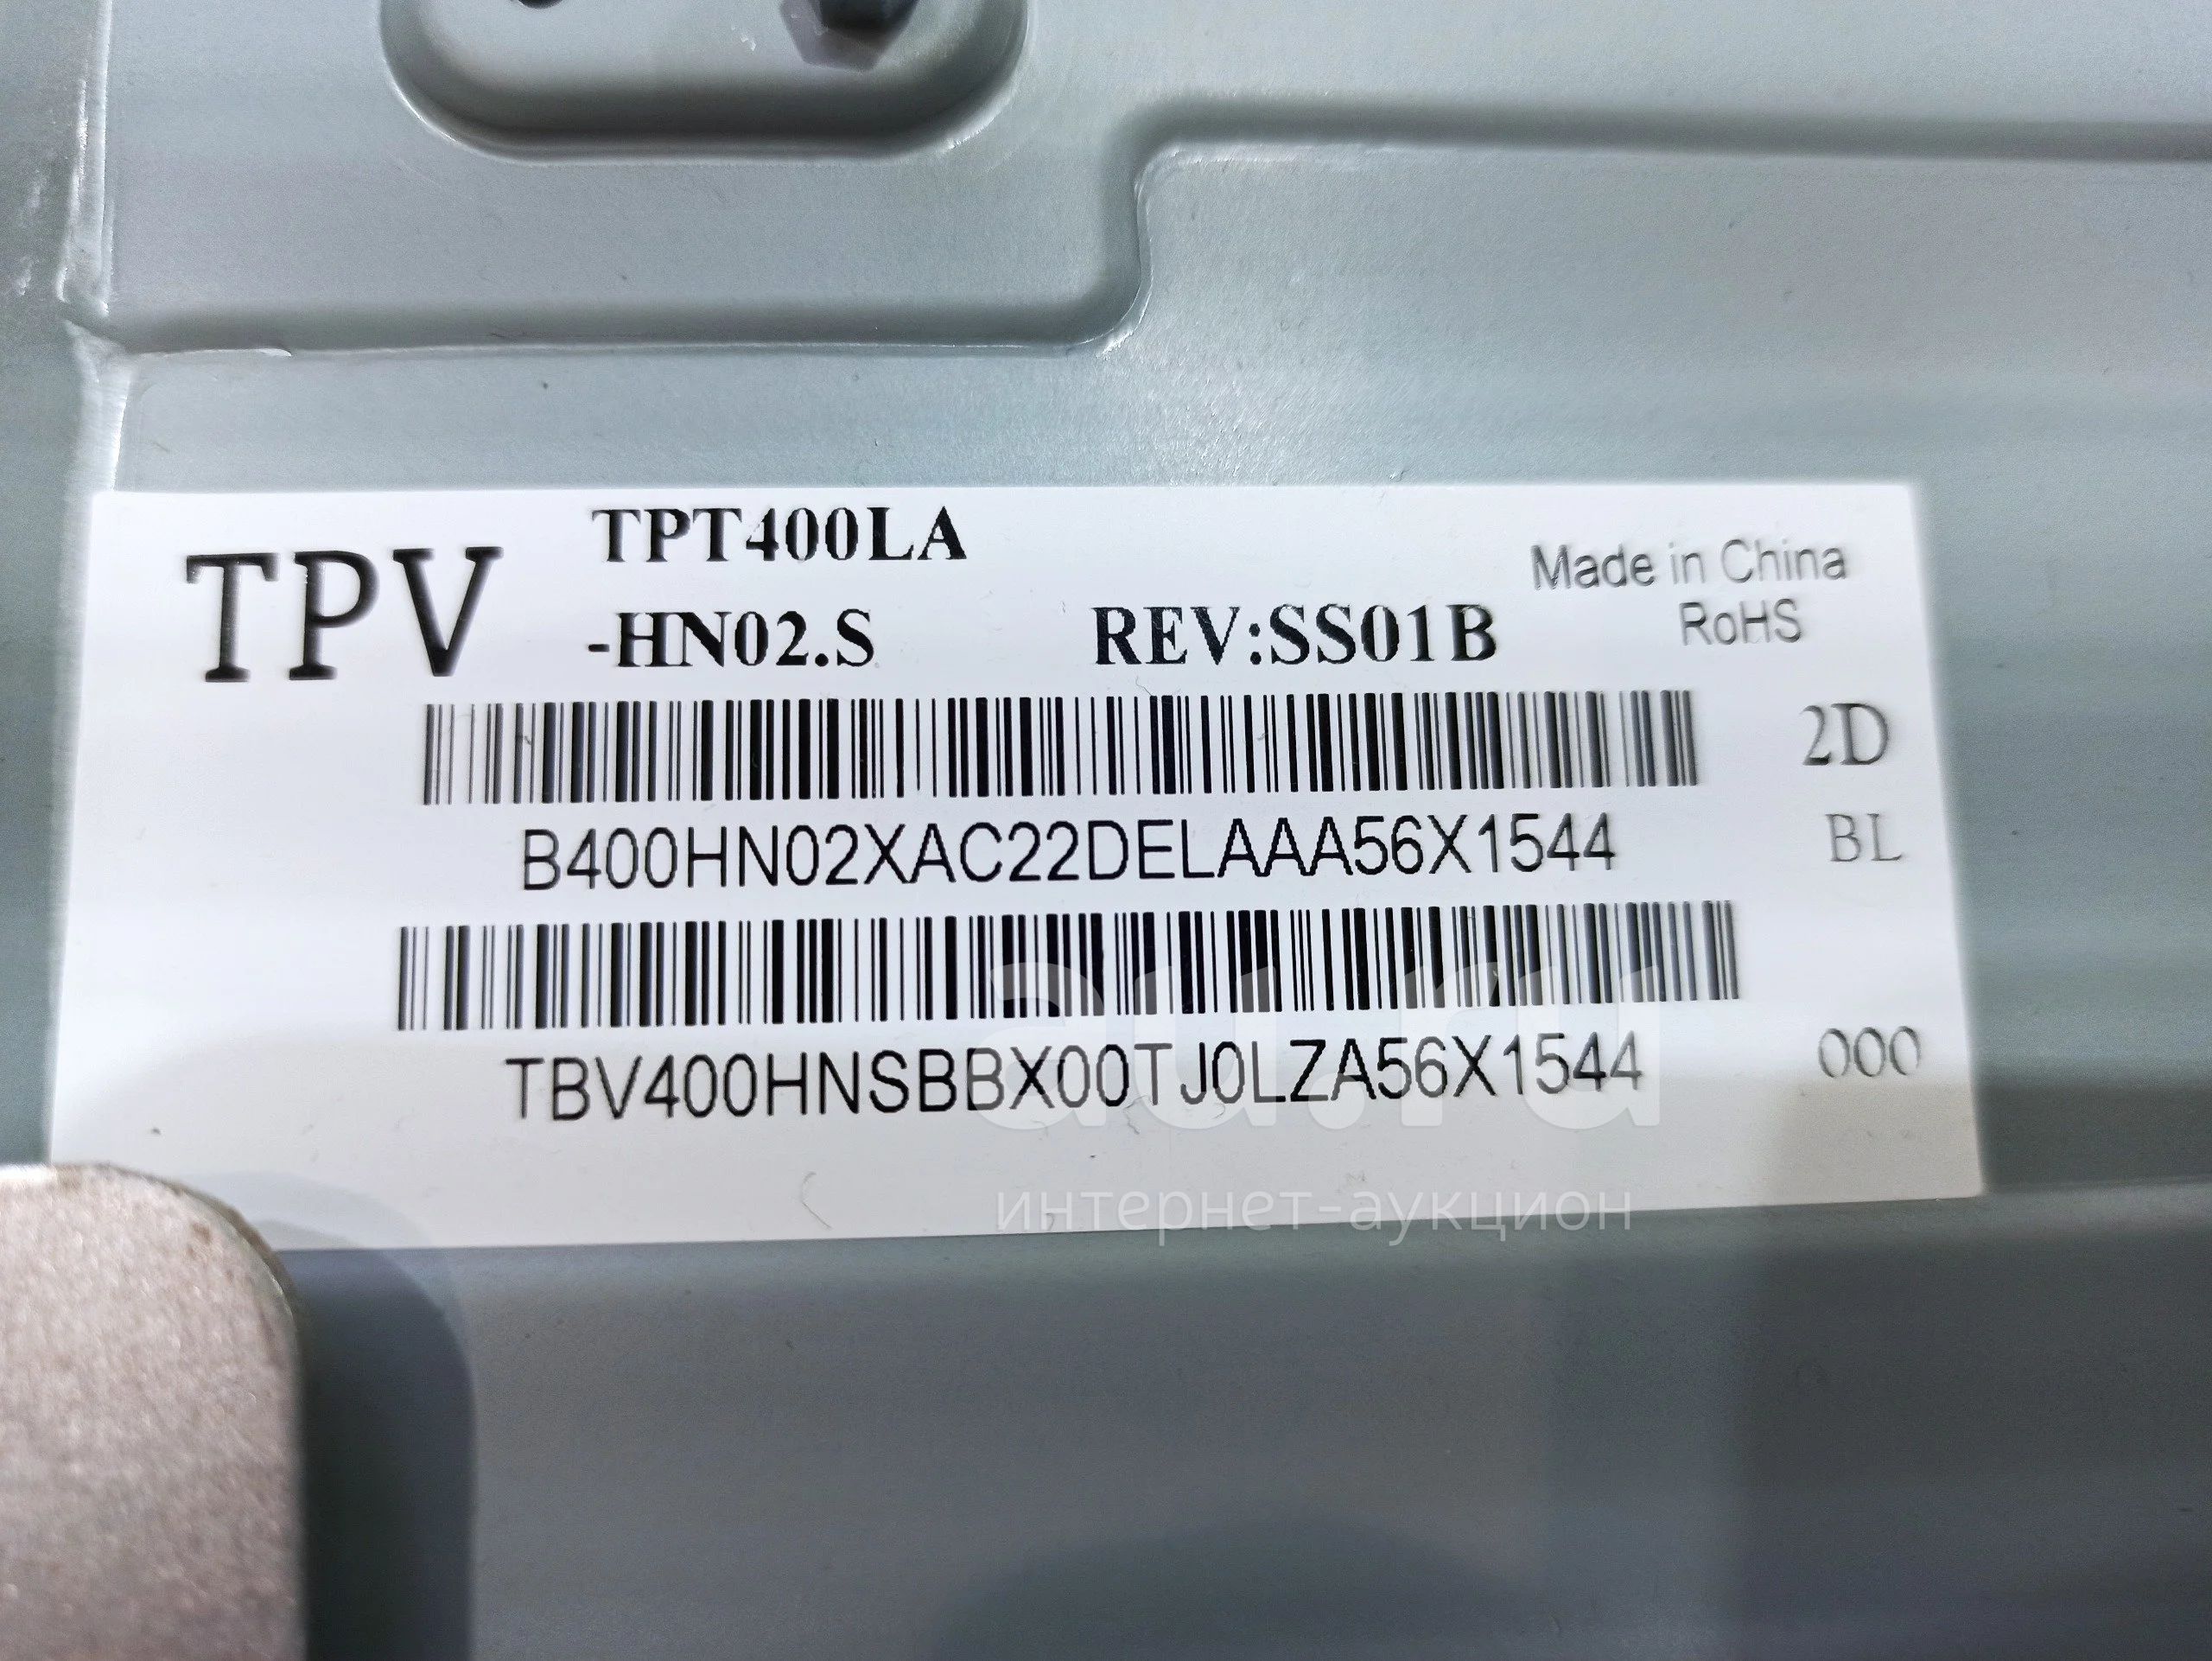 TPV
TPT400LA
-HN02.S
REV:SS01B
Made in China
RoHS
2D
B400HN02XAC22DELAAA56X1544
BL
TBV400HNSBBX00TJ0LZA56X1544
000
au.ru
интернет-аукцион